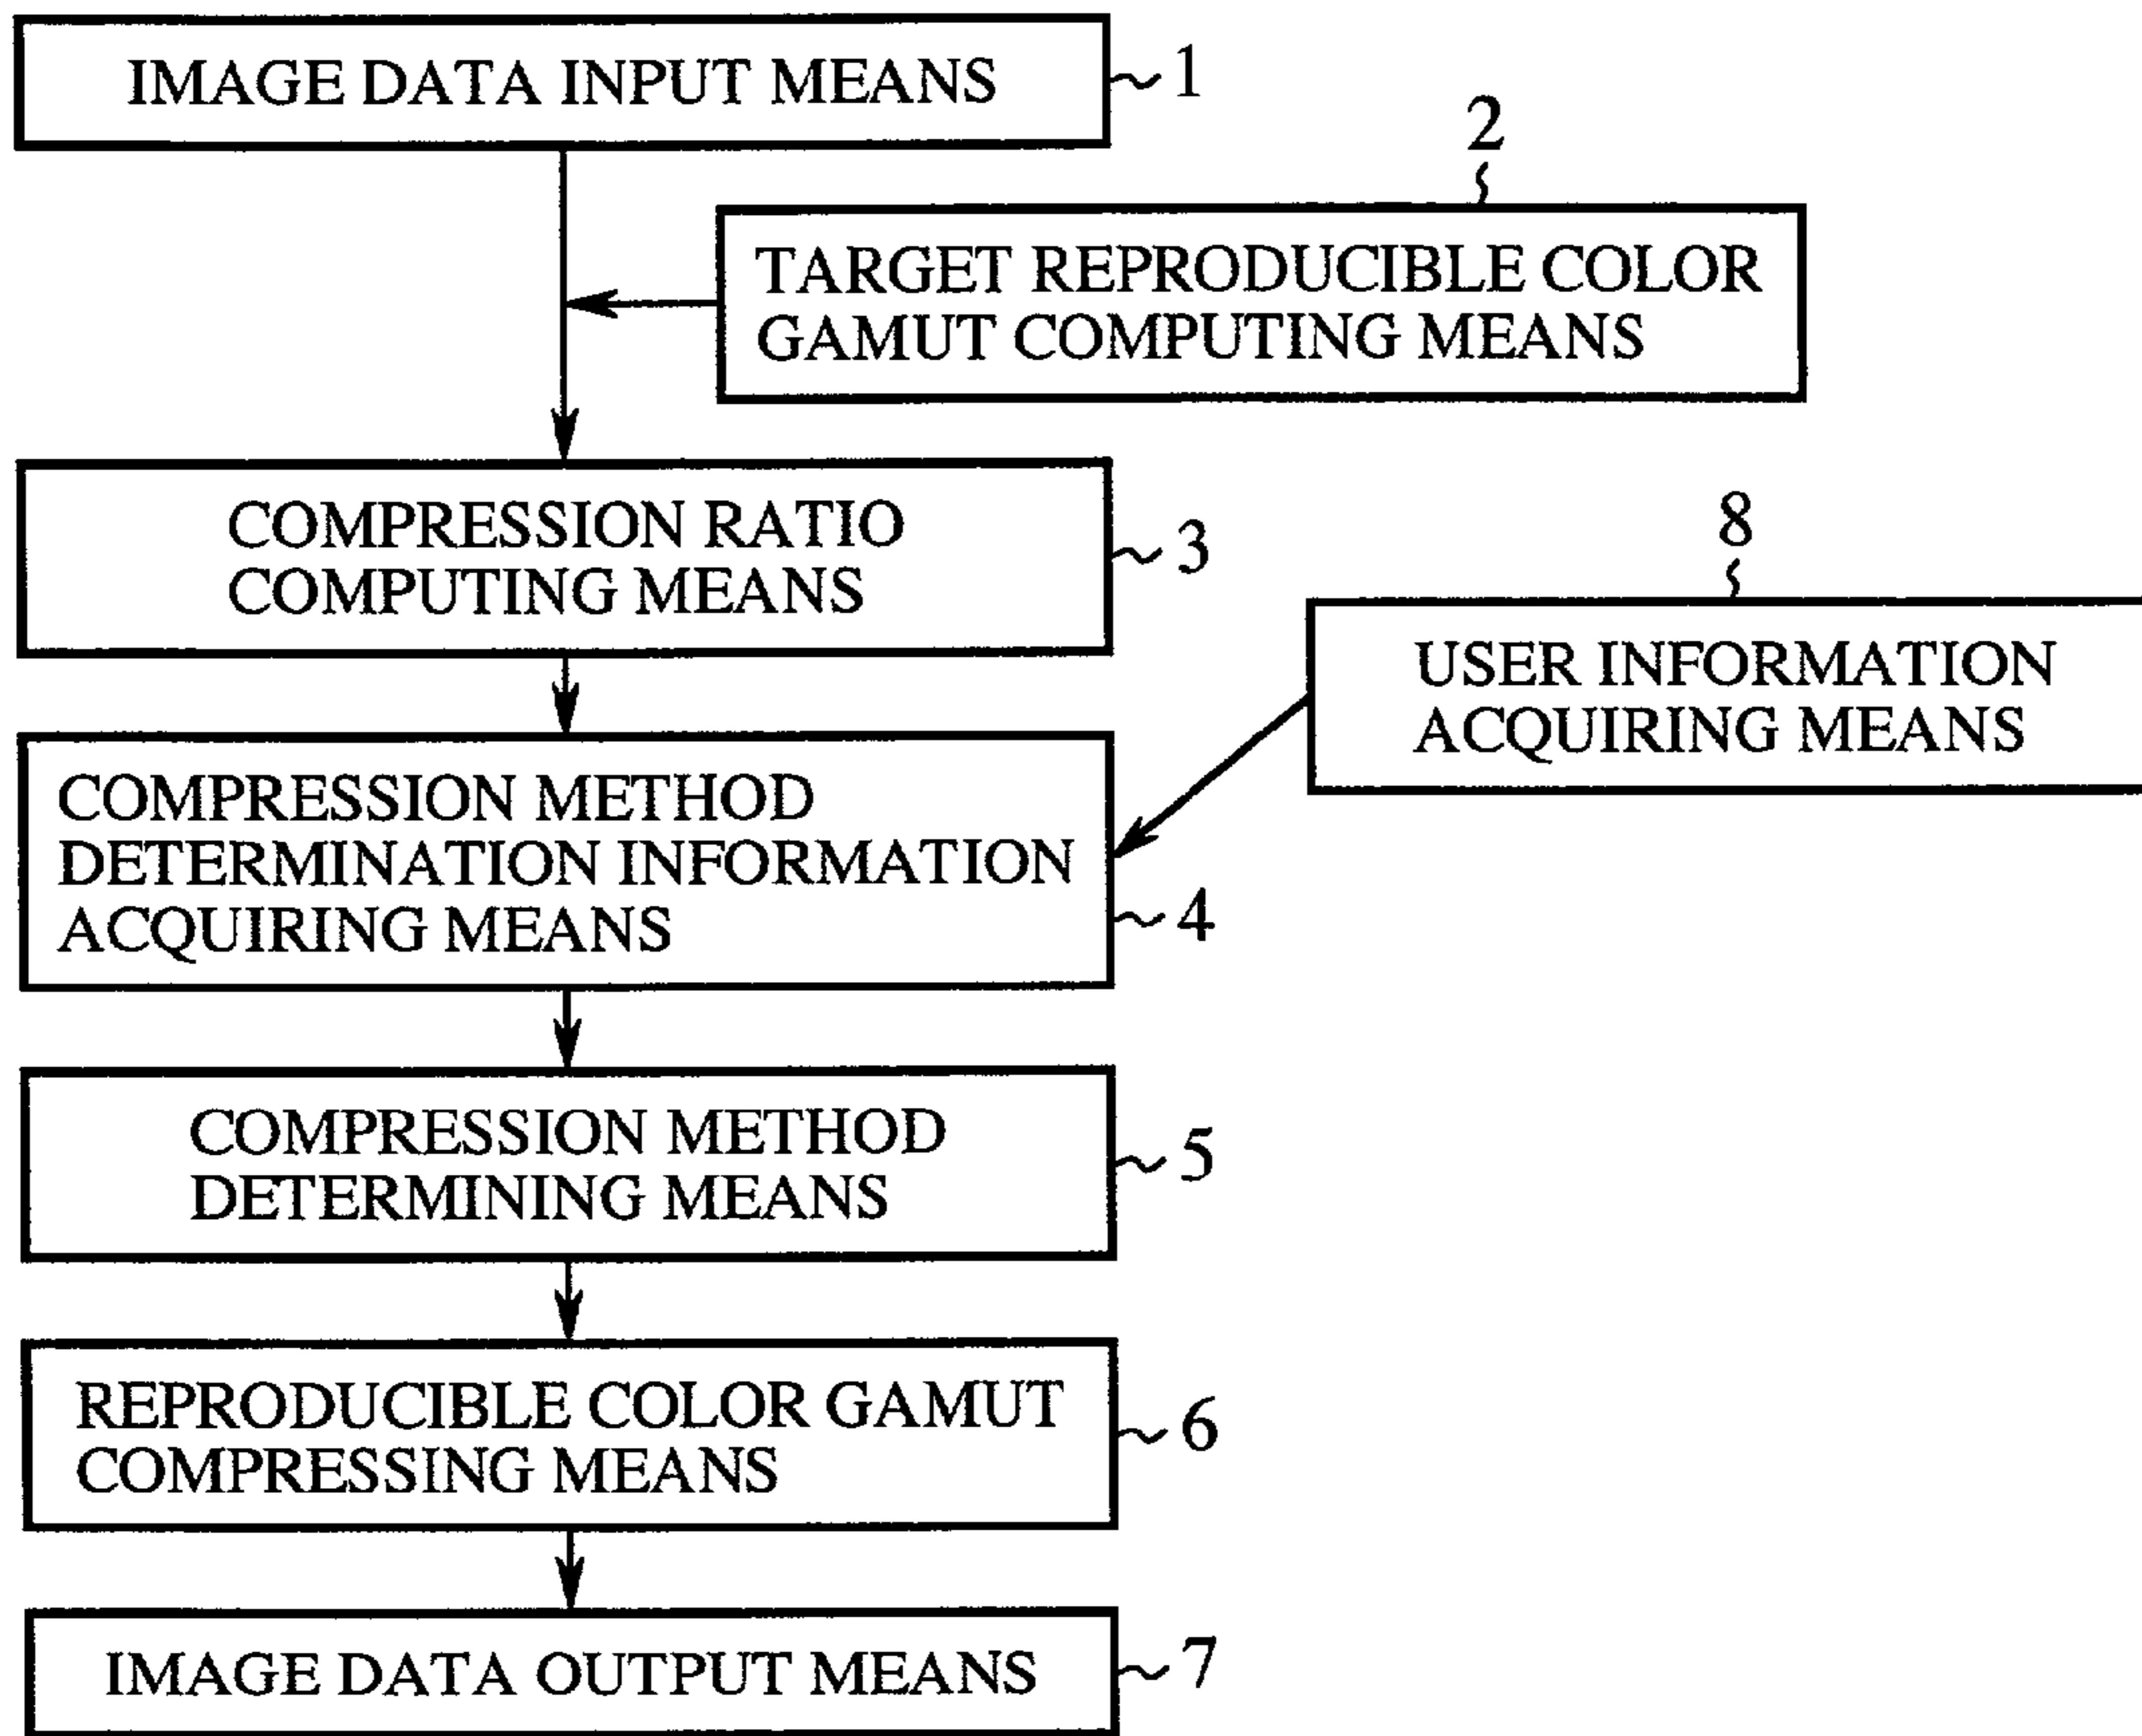 IMAGE DATA INPUT MEANS
1
2
TARGET REPRODUCIBLE COLOR
GAMUT COMPUTING MEANS
COMPRESSION RATIO
COMPUTING MEANS
3
8
USER INFORMATION
ACQUIRING MEANS
COMPRESSION METHOD
DETERMINATION INFORMATION
ACQUIRING MEANS
4
COMPRESSION METHOD
DETERMINING MEANS
5
REPRODUCIBLE COLOR GAMUT
COMPRESSING MEANS
6
IMAGE DATA OUTPUT MEANS
7